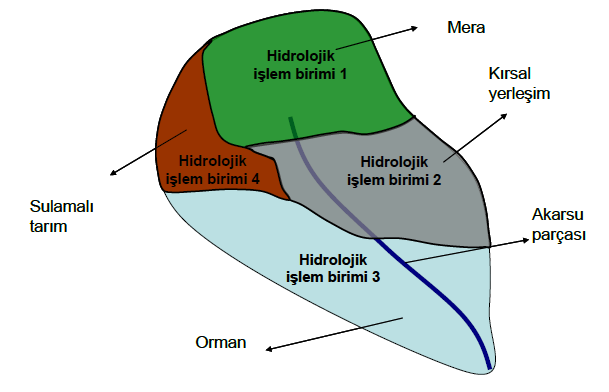 Mera
Hidrolojik
işlem birimi 1
Kırsal
yerleşim
Hidrolojik
işlem birimi 4
Hidrolojik
işlem birimi 2
Sulamalı
tarım
Akarsu
parçası
Hidrolojik
işlem birimi 3
Orman